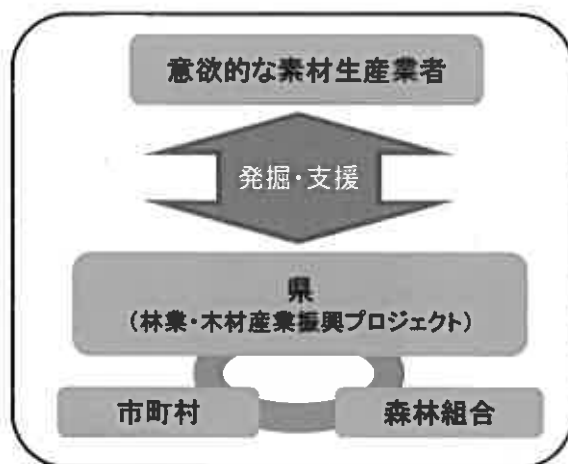 意欲的な素材生産業者
発掘・支援
県
（林業・木材産業振興プロジェクト）
市町村
森林組合